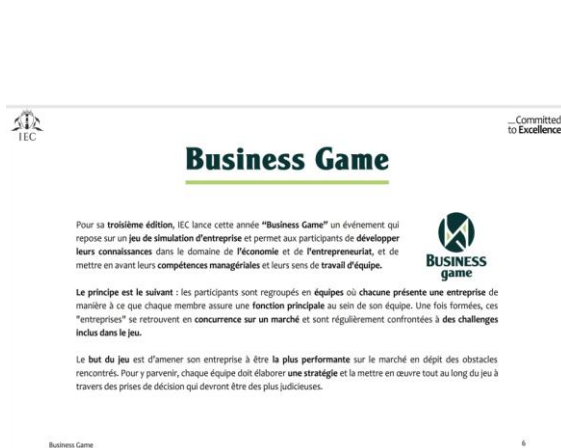 IEC
__Committed
to Excellence
Business Game
Pour sa troisième édition, IEC lance cette année “Business Game” un événement qui
repose sur un jeu de simulation d'entreprise et permet aux participants de développer
leurs connaissances dans le domaine de l'économie et de l'entrepreneuriat, et de
mettre en avant leurs compétences managériales et leurs sens de travail d'équipe.
BUSINESS
game
Le principe est le suivant : les participants sont regroupés en équipes où chacune présente une entreprise de
manière à ce que chaque membre assure une fonction principale au sein de son équipe. Une fois formées, ces
"entreprises" se retrouvent en concurrence sur un marché et sont régulièrement confrontées à des challenges
inclus dans le jeu.
Le but du jeu est d'amener son entreprise à être la plus performante sur le marché en dépit des obstacles
rencontrés. Pour y parvenir, chaque équipe doit élaborer une stratégie et la mettre en œuvre tout au long du jeu à
travers des prises de décision qui devront être des plus judicieuses.
Business Game
6